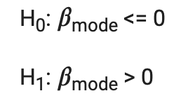 H₀: βmode <= 0
H₁: βmode > 0